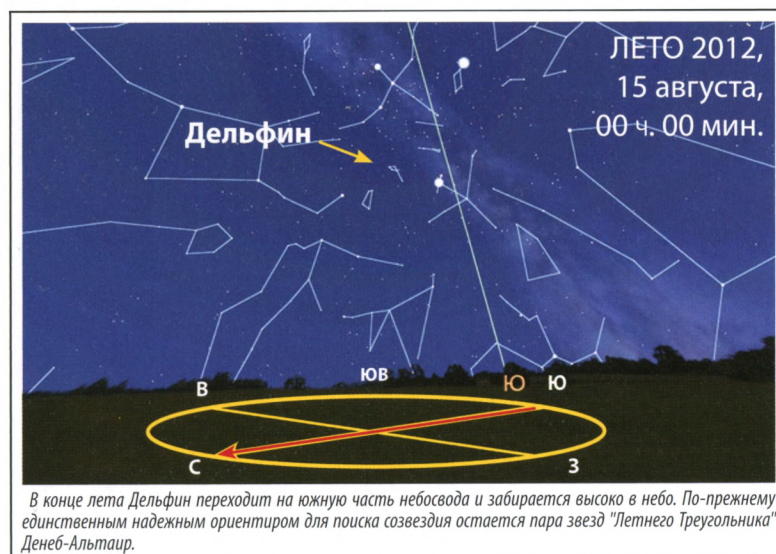 ЛЕТО 2012,
15 августа,
00 ч. 00 мин.
Дельфин
В
ЮВ
Ю
Ю
С
З
В конце лета Дельфин переходит на южную часть небосвода и забирается высоко в небо. По-прежнему
единственным надежным ориентиром для поиска созвездия остается пара звезд "Летнего Треугольника"
Денеб-Альтаир.